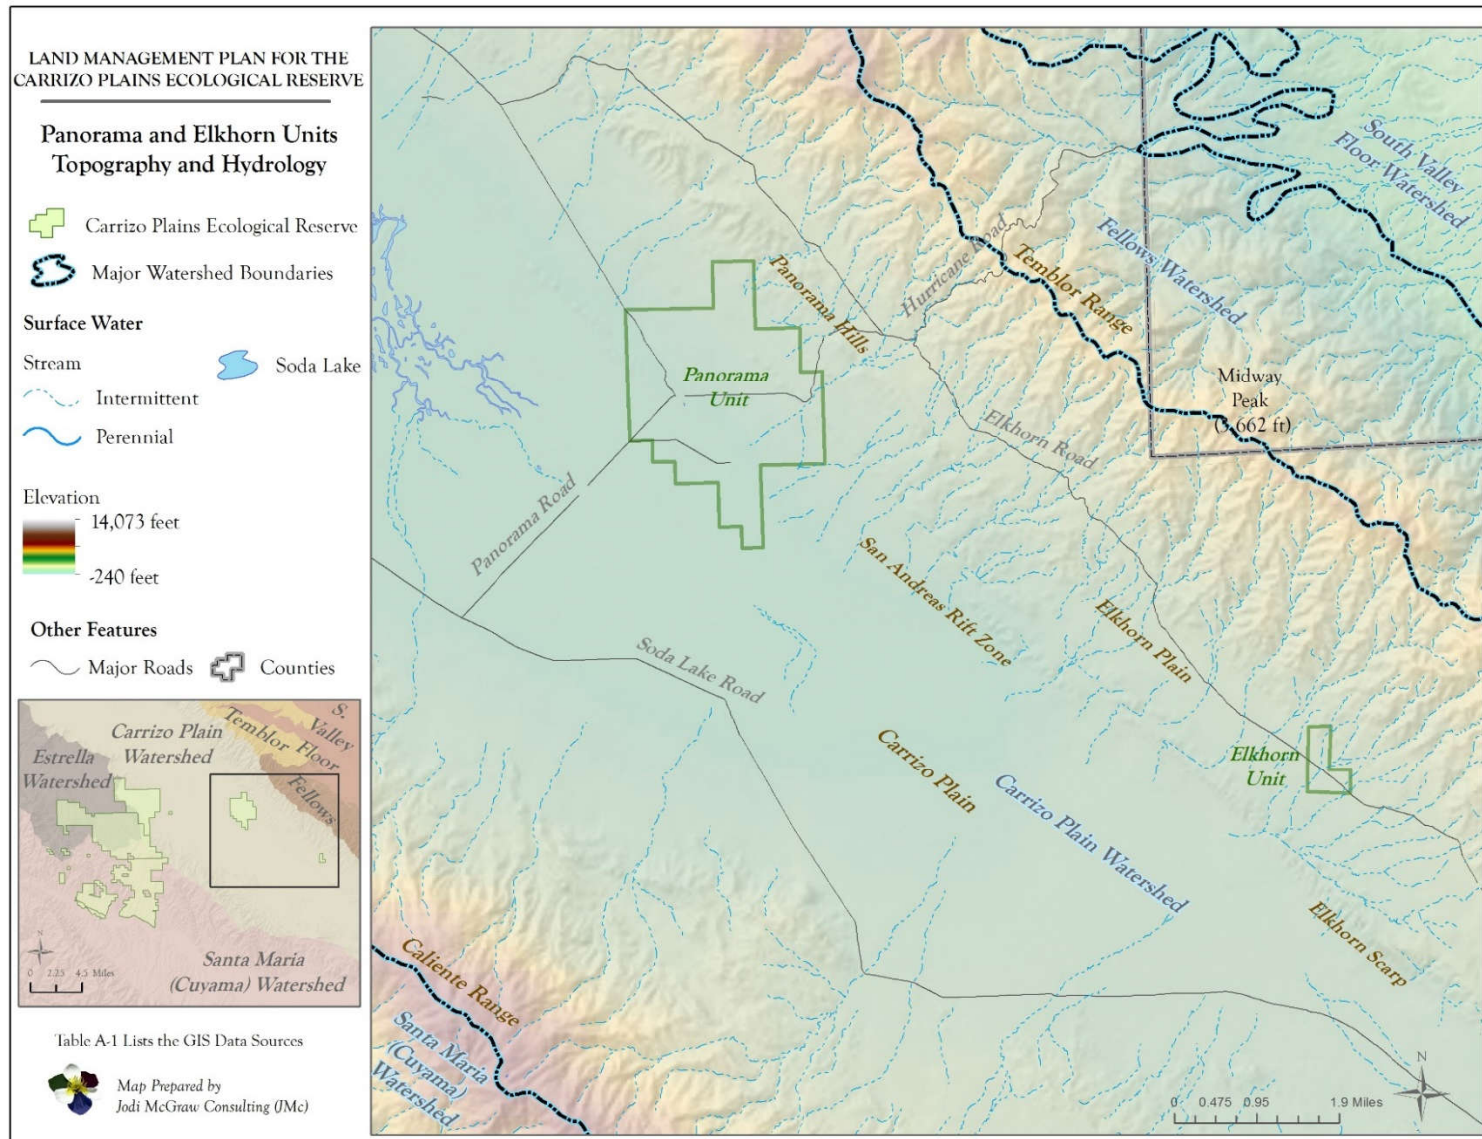 LAND MANAGEMENT PLAN FOR THE
CARRIZO PLAINS ECOLOGICAL RESERVE
Panorama and Elkhorn Units
Topography and Hydrology
Carrizo Plains Ecological Reserve
Major Watershed Boundaries
Surface Water
Stream
Soda Lake
Intermittent
Perennial
Elevation
14,073 feet
-240 feet
Other Features
Major Roads
Counties
S.
Valley
Floor
Temblor
Carrizo Plain
Watershed
Estrella
Watershed
Fellows
Santa Maria
(Cuyama) Watershed
N
0 2.25 4.5 Miles
Table A-1 Lists the GIS Data Sources
Map Prepared by
Jodi McGraw Consulting (JMc)
South Valley
Floor Watershed
Fellows Watershed
Hurricane Road
Temblor Range
Panorama Hills
Panorama
Unit
Midway
Peak
(3,662 ft)
Elkhorn Road
Panorama Road
San Andreas Rift Zone
Elkhorn Plain
Soda Lake Road
Elkhorn
Unit
Carrizo Plain
Carrizo Plain Watershed
Elkhorn Scarp
Caliente Range
Santa Maria
(Cuyama)
Watershed
N
0 0.475 0.95 1.9 Miles